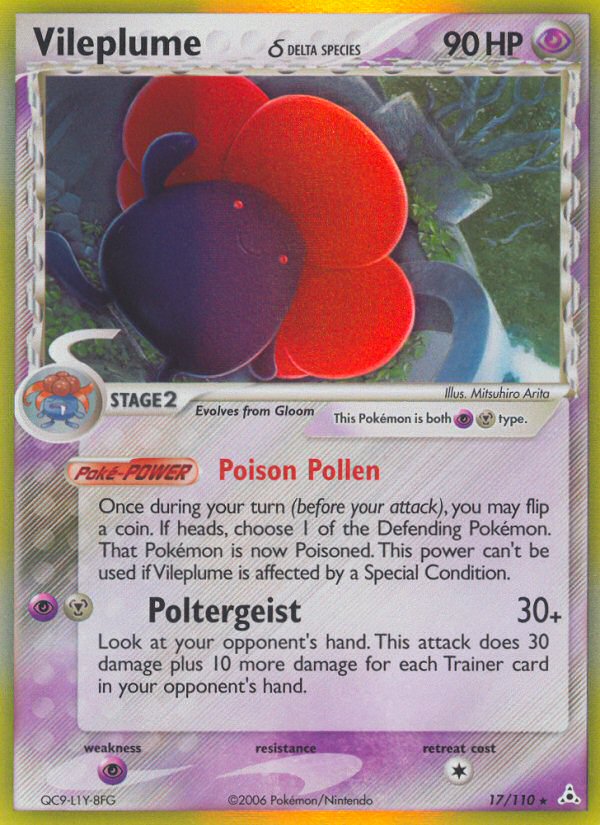 Vileplume δ DELTA SPECIES 90 HP
Illus. Mitsuhiro Arita
STAGE 2 Evolves from Gloom
This Pokémon is both type.
Poké-POWER Poison Pollen
Once during your turn (before your attack), you may flip
a coin. If heads, choose 1 of the Defending Pokémon.
That Pokémon is now Poisoned. This power can't be
used if Vileplume is affected by a Special Condition.
Poltergeist 30+
Look at your opponent's hand. This attack does 30
damage plus 10 more damage for each Trainer card
in your opponent's hand.
weakness resistance retreat cost
QC9-L1Y-8FG ©2006 Pokémon/Nintendo 17/110 ★